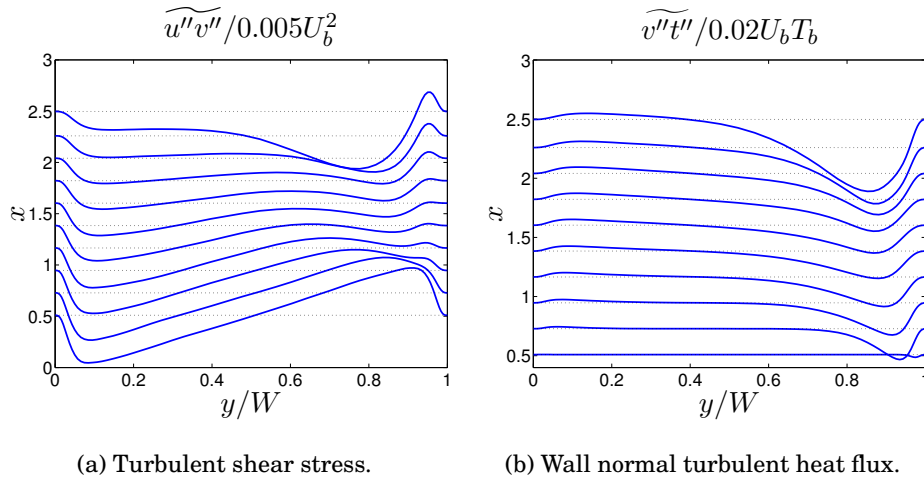 \widetilde{u''v''}/0.005U_b^2
3
2.5
2
1.5
1
0.5
0
x
0 0.2 0.4 0.6 0.8 1
y/W
(a) Turbulent shear stress.
\widetilde{v''t''}/0.02U_bT_b
3
2.5
2
1.5
1
0.5
x
0 0.2 0.4 0.6 0.8 1
y/W
(b) Wall normal turbulent heat flux.